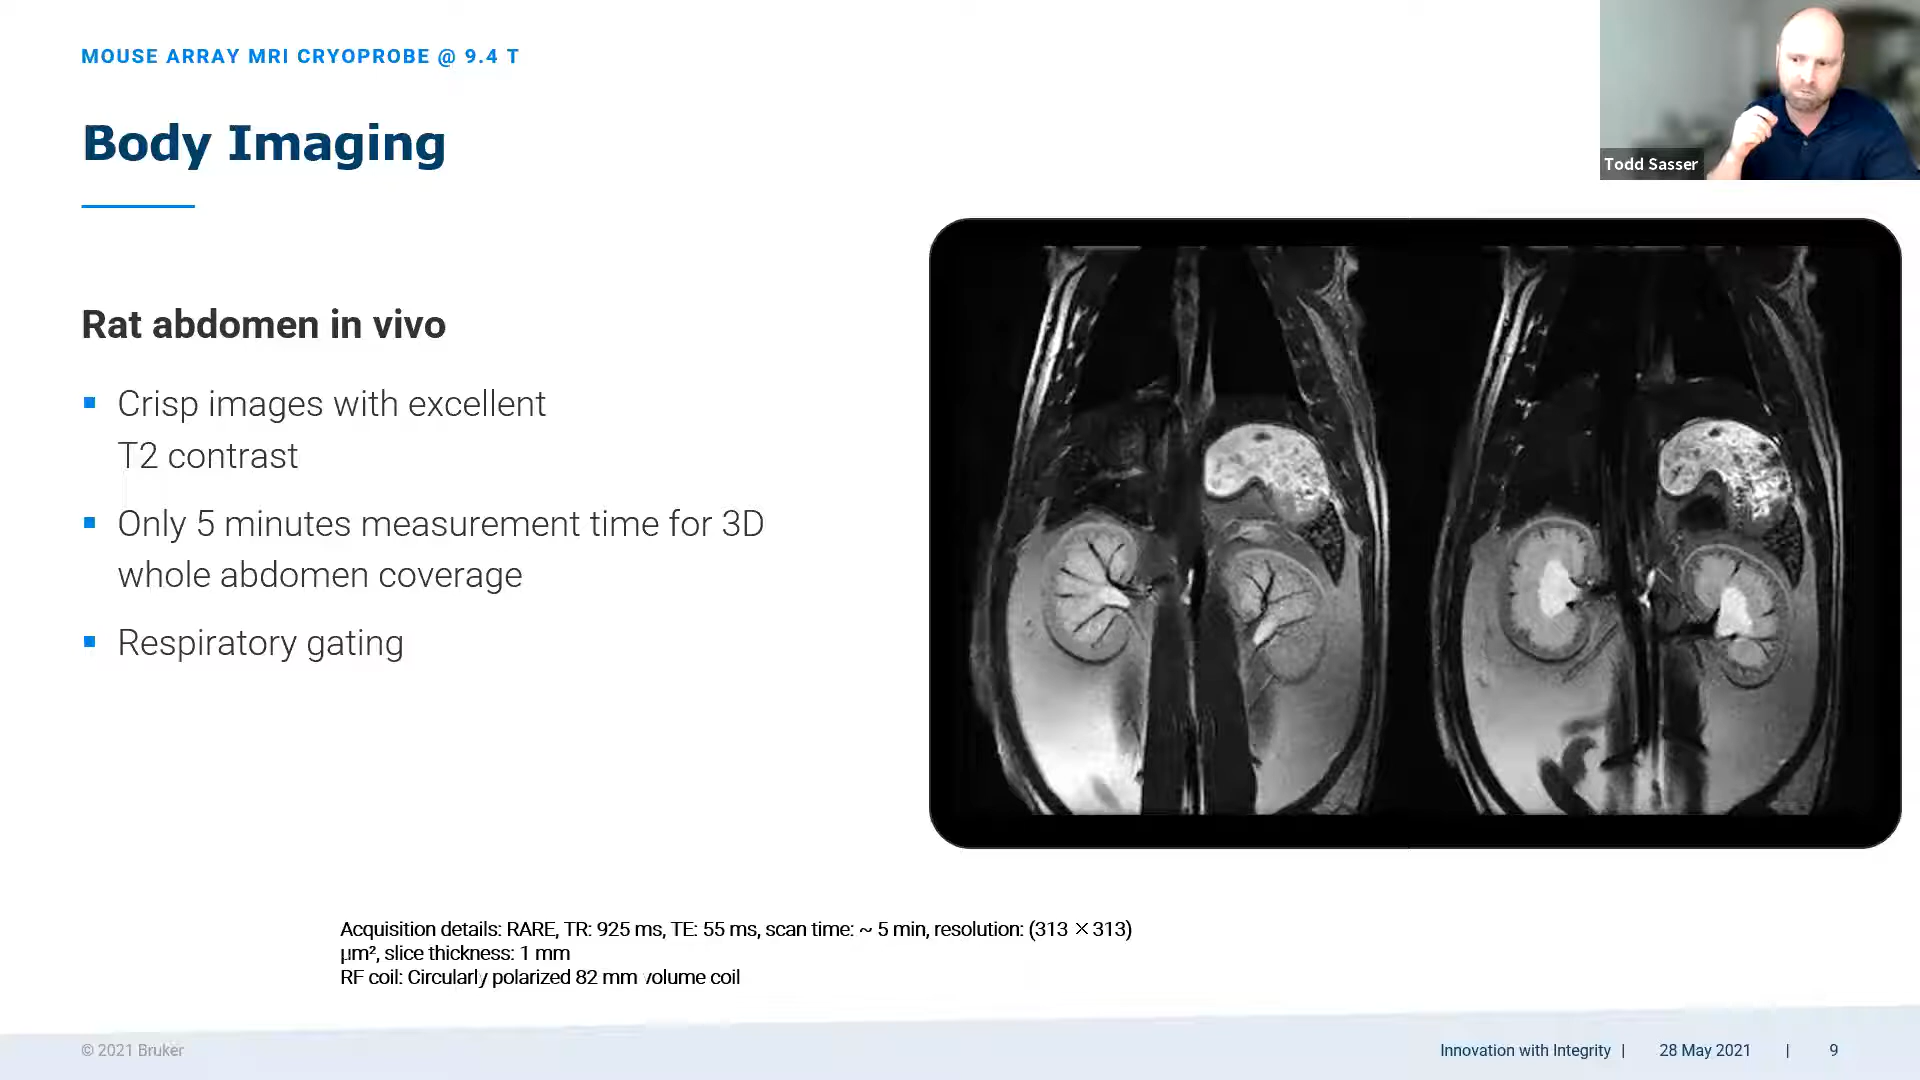 MOUSE ARRAY MRI CRYOPROBE @ 9.4 T
Body Imaging
Todd Sasser
Rat abdomen in vivo
Crisp images with excellent
T2 contrast
Only 5 minutes measurement time for 3D
whole abdomen coverage
Respiratory gating
Acquisition details: RARE, TR: 925 ms, TE: 55 ms, scan time: ~ 5 min, resolution: (313 × 313)
µm², slice thickness: 1 mm
RF coil: Circularly polarized 82 mm volume coil
© 2021 Bruker
Innovation with Integrity | 28 May 2021 | 9